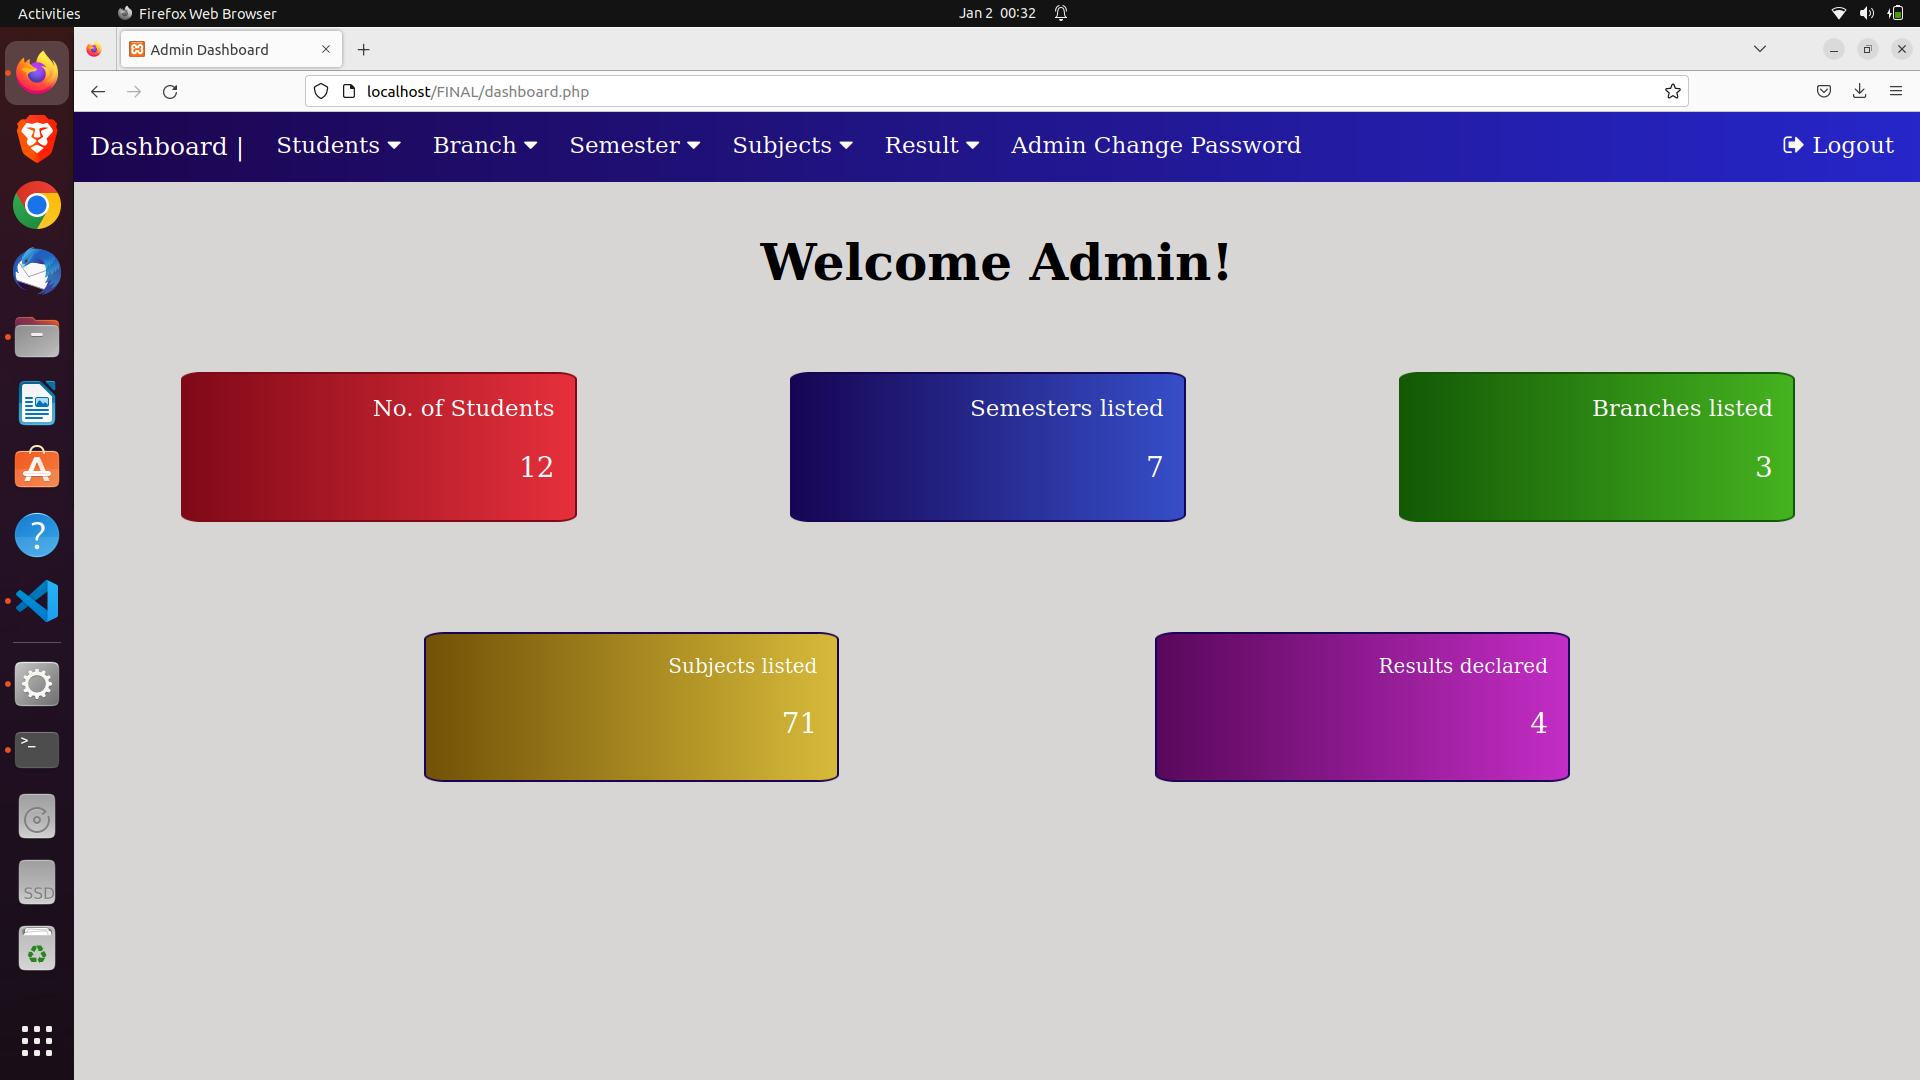 Activities Firefox Web Browser Jan 2 00:32
Admin Dashboard
localhost/FINAL/dashboard.php
Dashboard | Students Branch Semester Subjects Result Admin Change Password Logout
Welcome Admin!
No. of Students
12
Semesters listed
7
Branches listed
3
Subjects listed
71
Results declared
4
>_
?
SSD